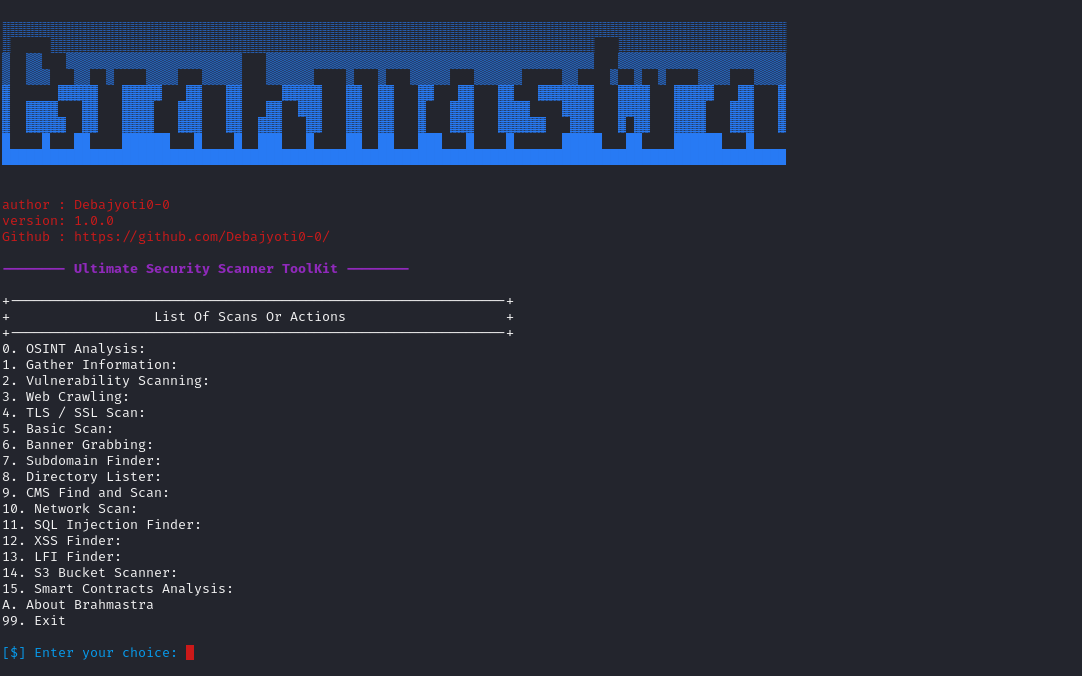 Brahmastra
author : Debajyoti0-0
version: 1.0.0
Github : https://github.com/Debajyoti0-0/
———————— Ultimate Security Scanner ToolKit ————————
+——————————————————————————————————————————————————————————————+
+ List Of Scans Or Actions +
+——————————————————————————————————————————————————————————————+
0. OSINT Analysis:
1. Gather Information:
2. Vulnerability Scanning:
3. Web Crawling:
4. TLS / SSL Scan:
5. Basic Scan:
6. Banner Grabbing:
7. Subdomain Finder:
8. Directory Lister:
9. CMS Find and Scan:
10. Network Scan:
11. SQL Injection Finder:
12. XSS Finder:
13. LFI Finder:
14. S3 Bucket Scanner:
15. Smart Contracts Analysis:
A. About Brahmastra
99. Exit
[$] Enter your choice: